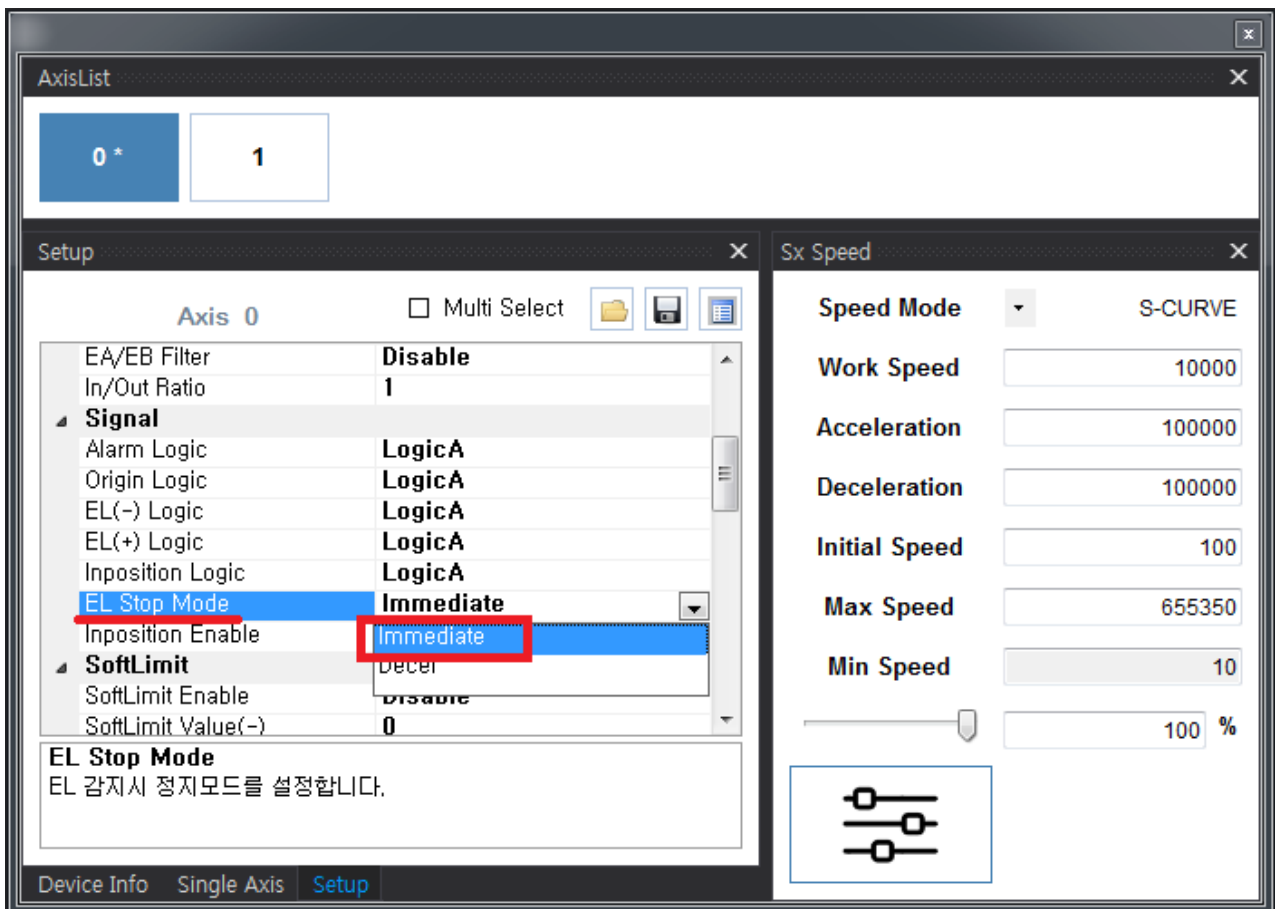 x
AxisList ×
0 * 1
Setup ×
Axis 0 Multi Select
EA/EB Filter Disable
In/Out Ratio 1
Signal
Alarm Logic LogicA
Origin Logic LogicA
EL(-) Logic LogicA
EL(+) Logic LogicA
Inposition Logic LogicA
EL Stop Mode Immediate
Inposition Enable Immediate
SoftLimit Decel
SoftLimit Enable Disable
SoftLimit Value(-) 0
EL Stop Mode
EL 감지시 정지모드를 설정합니다.
Device Info Single Axis Setup
Sx Speed ×
Speed Mode S-CURVE
Work Speed 10000
Acceleration 100000
Deceleration 100000
Initial Speed 100
Max Speed 655350
Min Speed 10
100 %